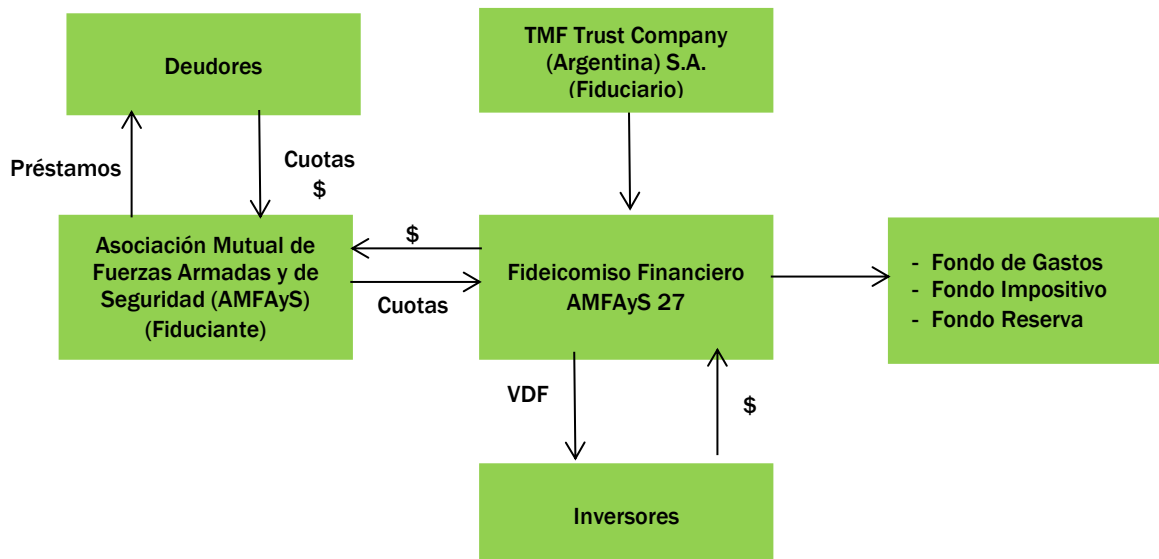 Deudores
TMF Trust Company
(Argentina) S.A.
(Fiduciario)
Préstamos
Cuotas
$
Asociación Mutual de
Fuerzas Armadas y de
Seguridad (AMFAyS)
(Fiduciante)
$
Cuotas
Fideicomiso Financiero
AMFAyS 27
- Fondo de Gastos
- Fondo Impositivo
- Fondo Reserva
VDF
$
Inversores